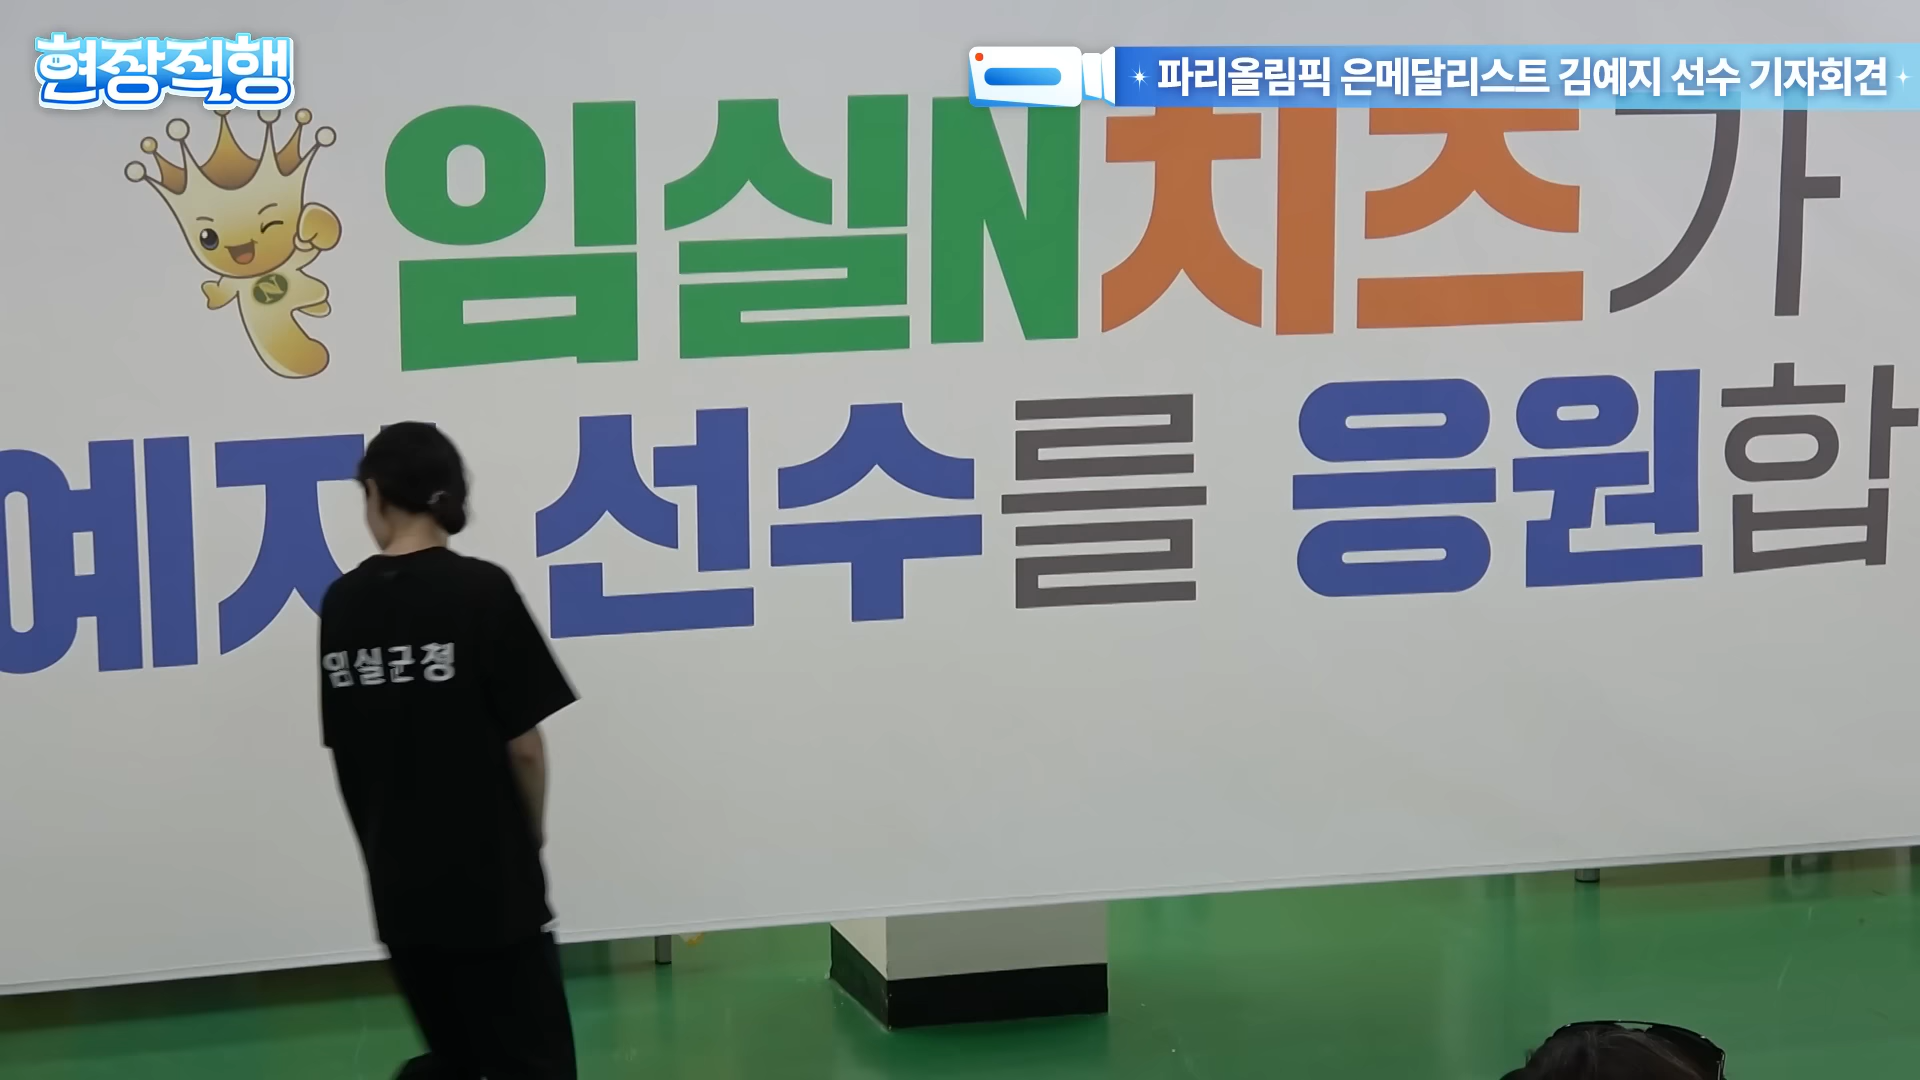 현장직행
파리올림픽 은메달리스트 김예지 선수 기자회견
임실N치즈가
N
예지 선수를 응원합
임실군청